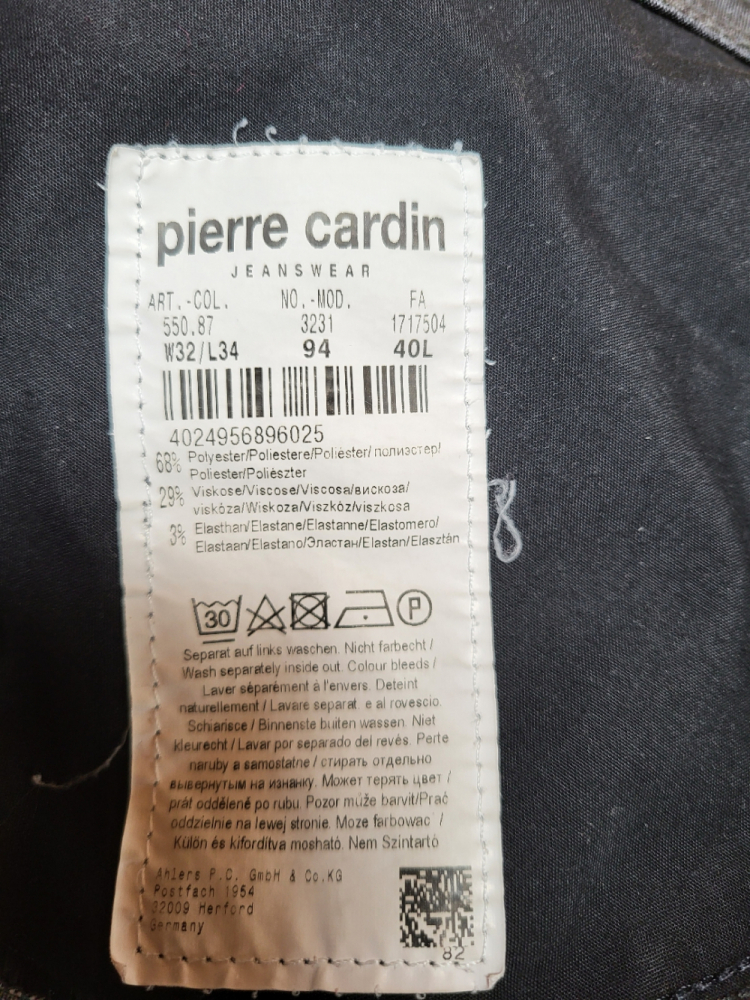 pierre cardin
JEANSWEAR
ART.-COL. NO.-MOD. FA
550.87 3231 1717504
W32/L34 94 40L
4024956896025
68% Polyester/Poliestere/Poliéster/полиэстер/
Poliester/Poliészter
29% Viskose/Viscose/Viscosa/вискоза/
viskóza/Wiskoza/Viszkóz/viszkosa
3% Elasthan/Elastane/Elastanne/Elastomero/
Elastaan/Elastano/Эластан/Elastan/Elasztán
30 P
Separat auf links waschen. Nicht farbecht /
Wash separately inside out. Colour bleeds /
Laver séparément à l'envers. Deteint
naturellement / Lavare separat. e al rovescio.
Schiarisce / Binnenste buiten wassen. Niet
kleurecht / Lavar por separado del revés. Perte
naruby a samostatne / стирать отдельно
вывернутым на изнанку. Может терять цвет /
prát oddělené po rubu. Pozor může barvit/Prać
oddzielnie na lewej stronie. Moze farbowac /
Külön és kifordítva mosható. Nem Szintartó
Ahlers P.C. GmbH & Co.KG
Postfach 1954
32009 Herford
Germany
82